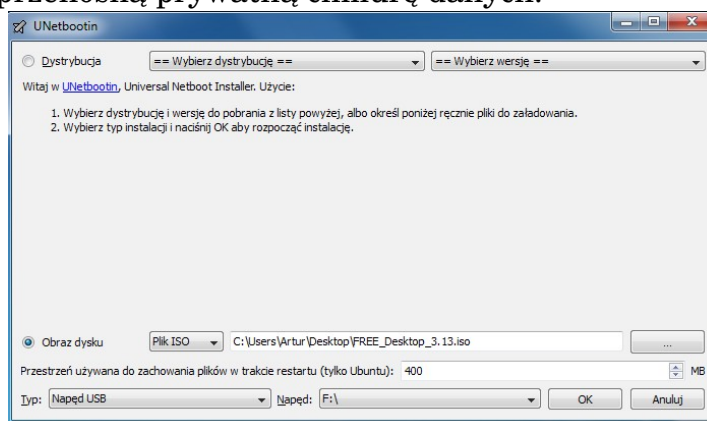 przenośną prywatną chmurę danych.
UNetbootin
Dystrybucja == Wybierz dystrybucję == == Wybierz wersję ==
Witaj w UNetbootin, Universal Netboot Installer. Użycie:
1. Wybierz dystrybucję i wersję do pobrania z listy powyżej, albo określ poniżej ręcznie pliki do załadowania.
2. Wybierz typ instalacji i naciśnij OK aby rozpocząć instalację.
Obraz dysku Plik ISO C:\Users\Artur\Desktop\FREE_Desktop_3.13.iso ...
Przestrzeń używana do zachowania plików w trakcie restartu (tylko Ubuntu): 400 MB
Typ: Napęd USB Napęd: F:\ OK Anuluj